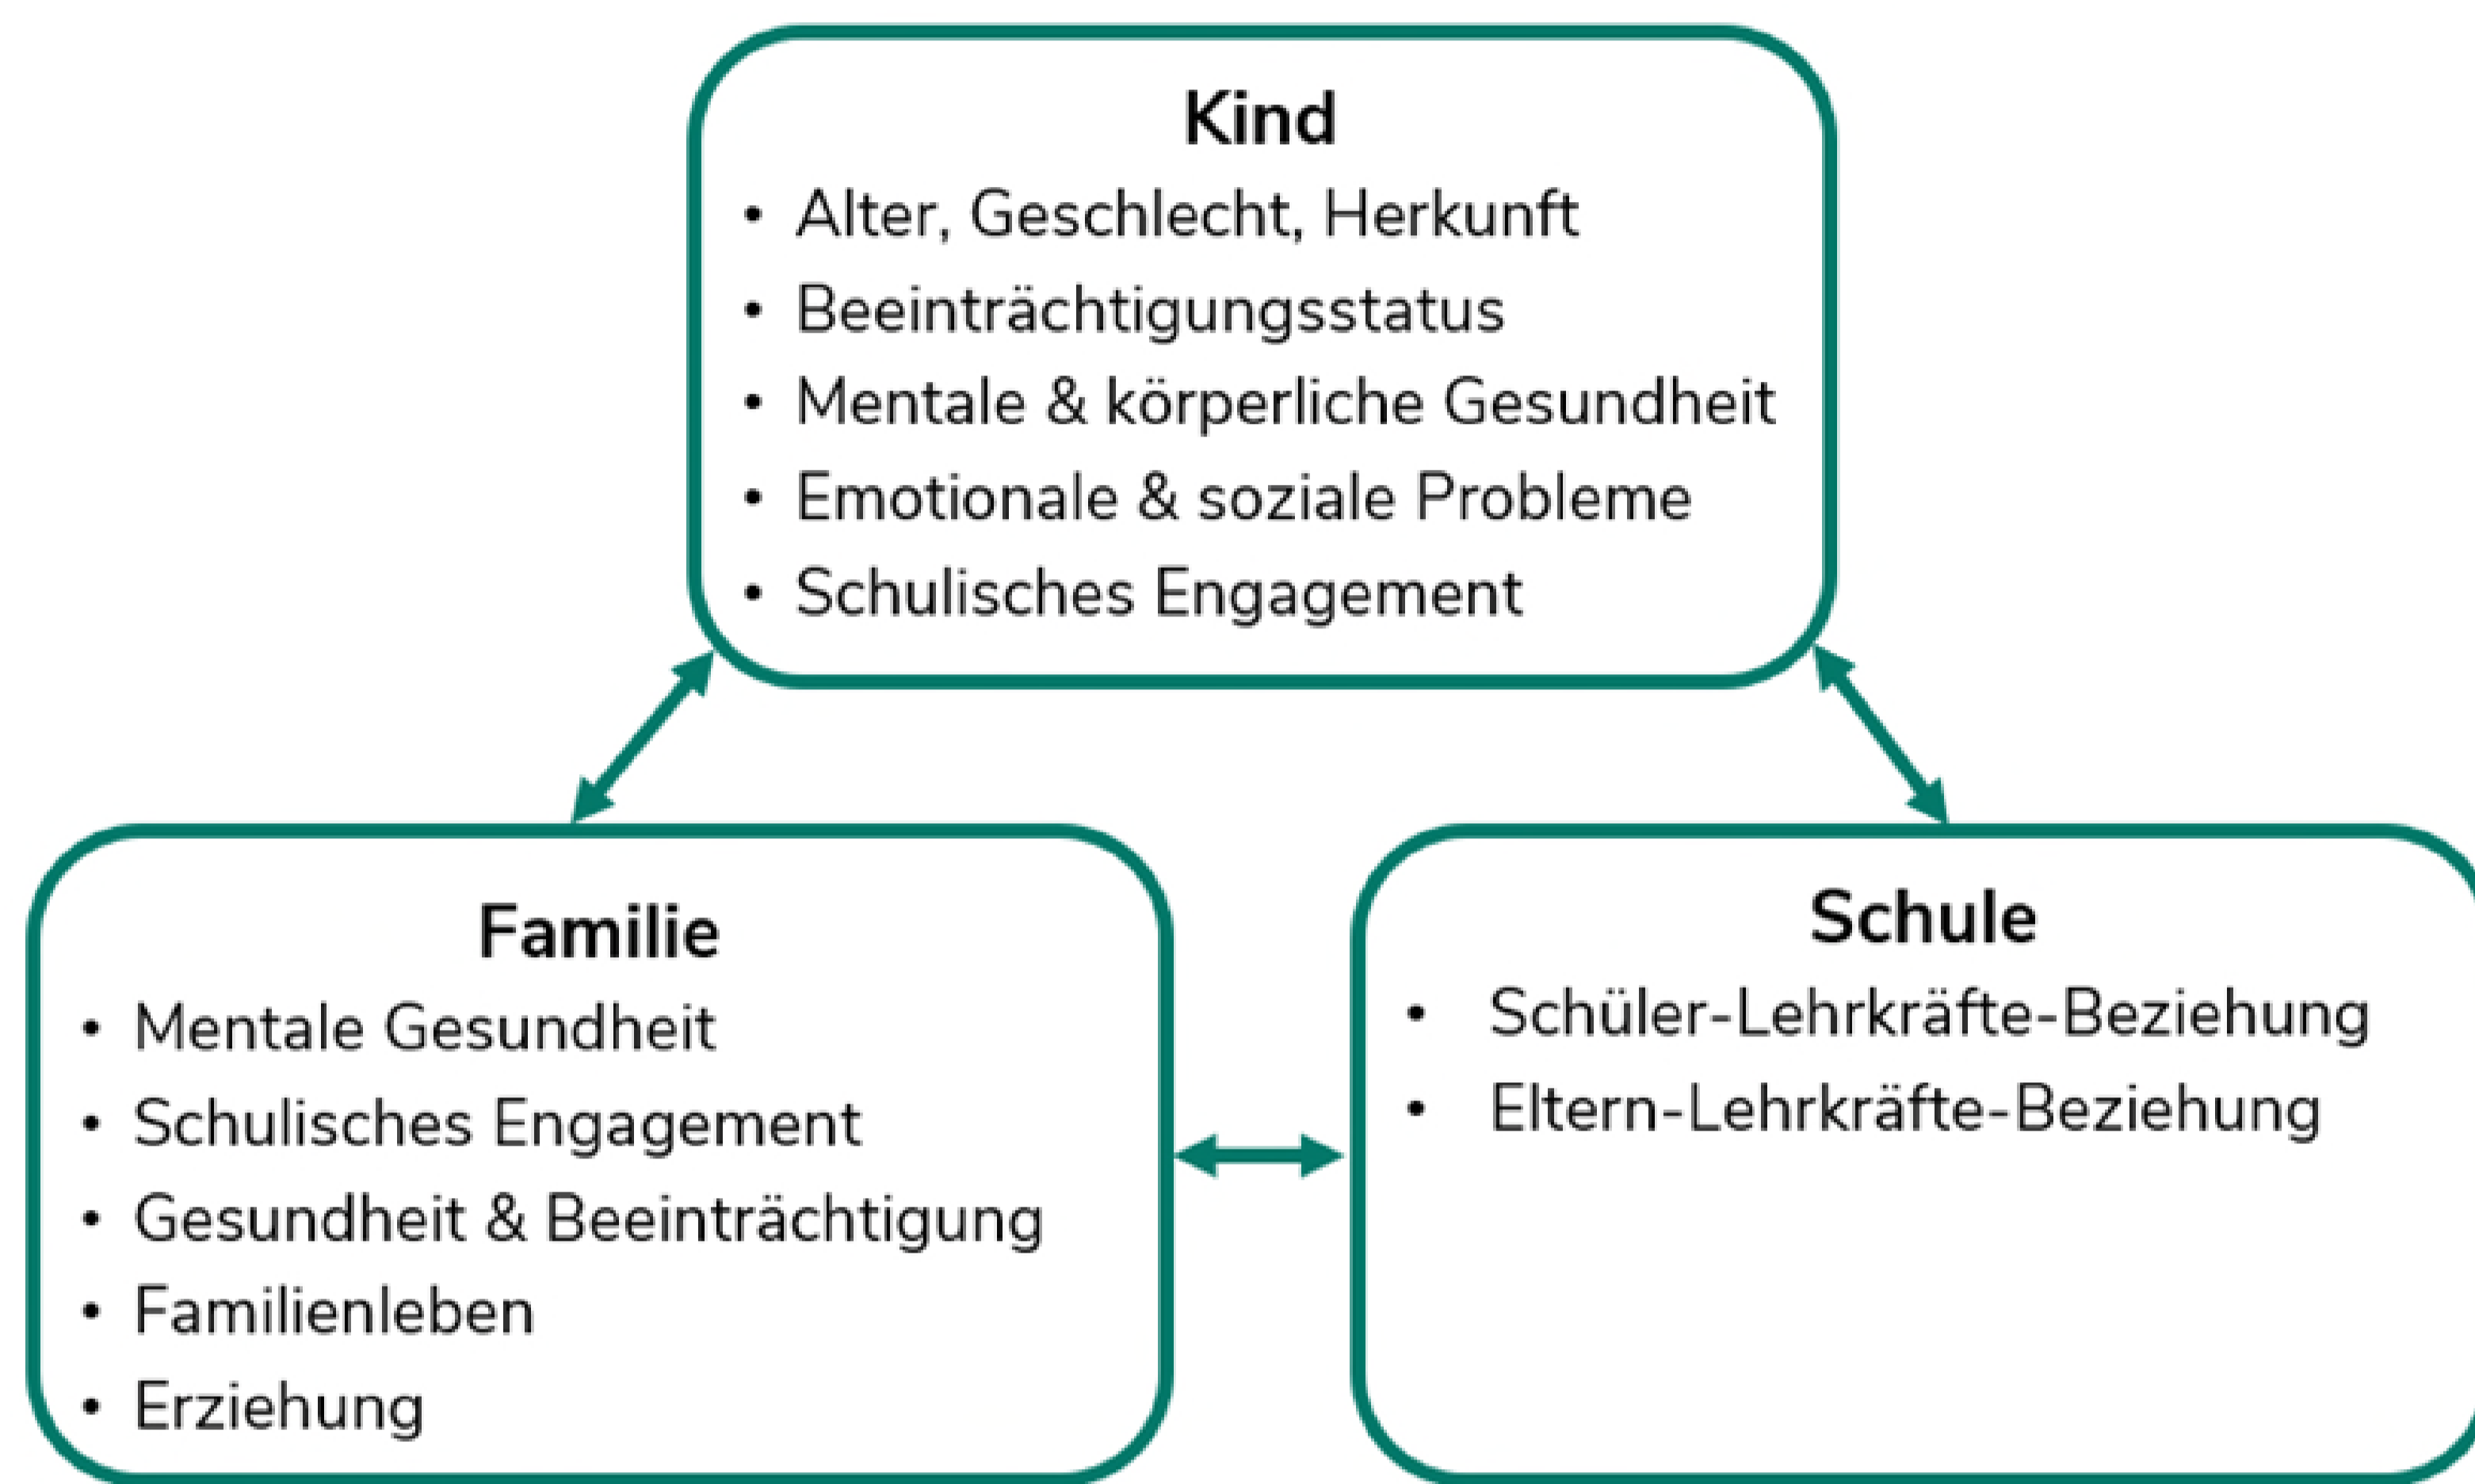 Kind
• Alter, Geschlecht, Herkunft
• Beeinträchtigungsstatus
• Mentale & körperliche Gesundheit
• Emotionale & soziale Probleme
• Schulisches Engagement
Familie
• Mentale Gesundheit
• Schulisches Engagement
• Gesundheit & Beeinträchtigung
• Familienleben
• Erziehung
Schule
• Schüler-Lehrkräfte-Beziehung
• Eltern-Lehrkräfte-Beziehung